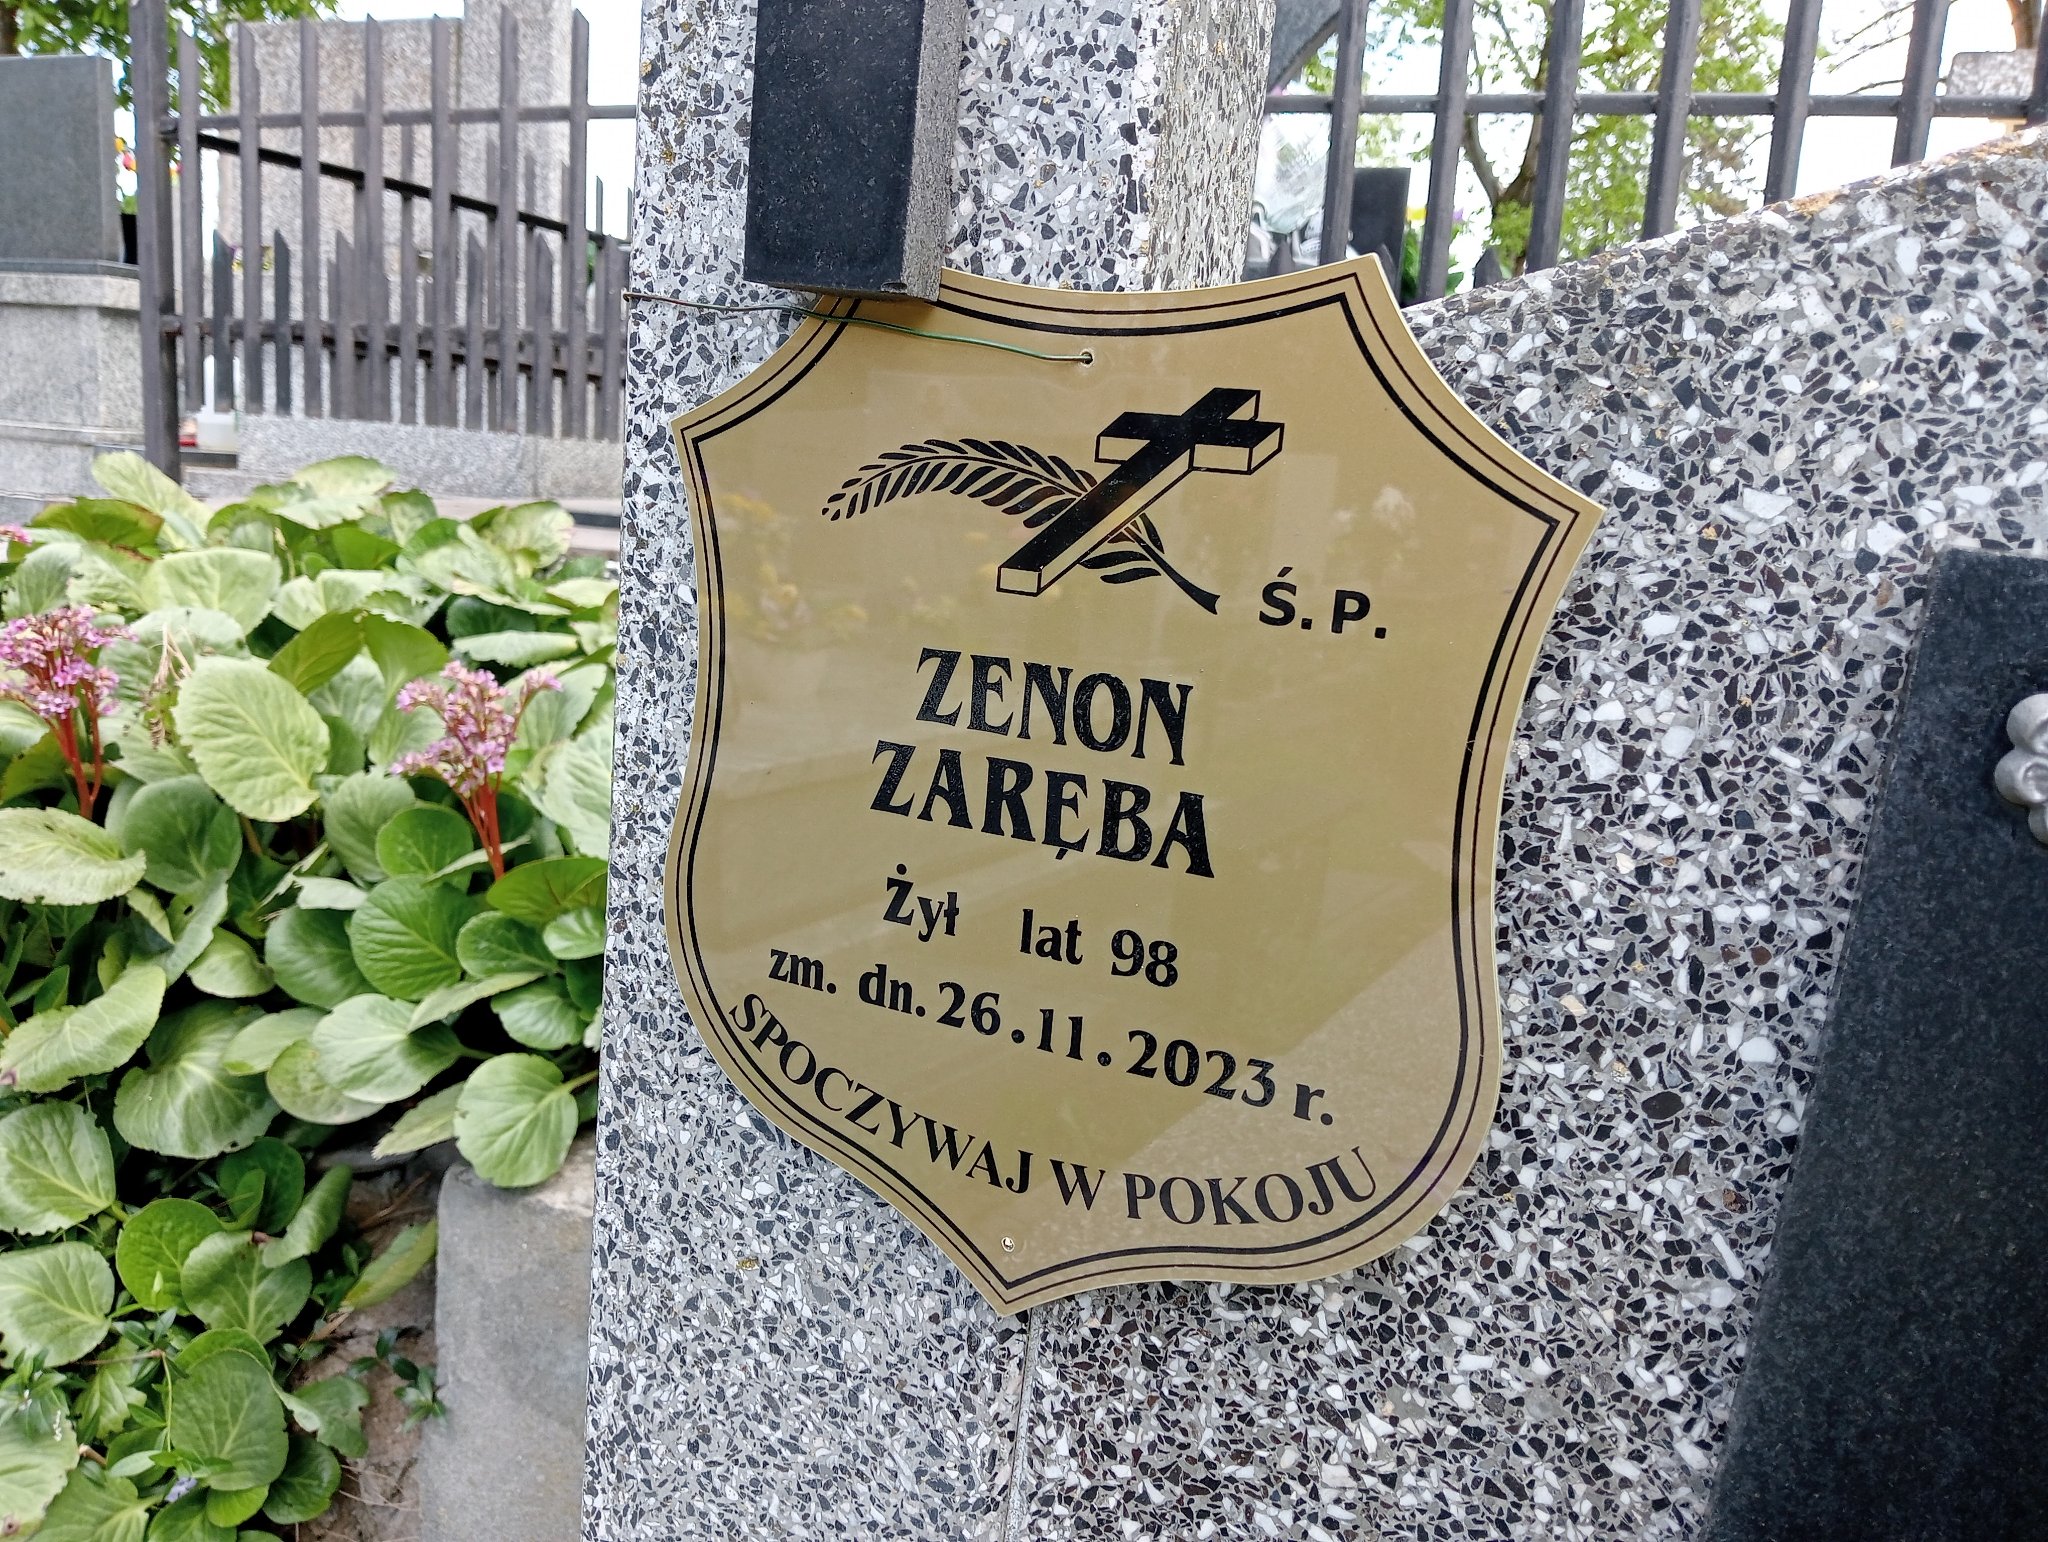 Ś.P.
ZENON
ZARĘBA
Żył lat 98
zm. dn. 26.11.2023 r.
SPOCZYWAJ W POKOJU